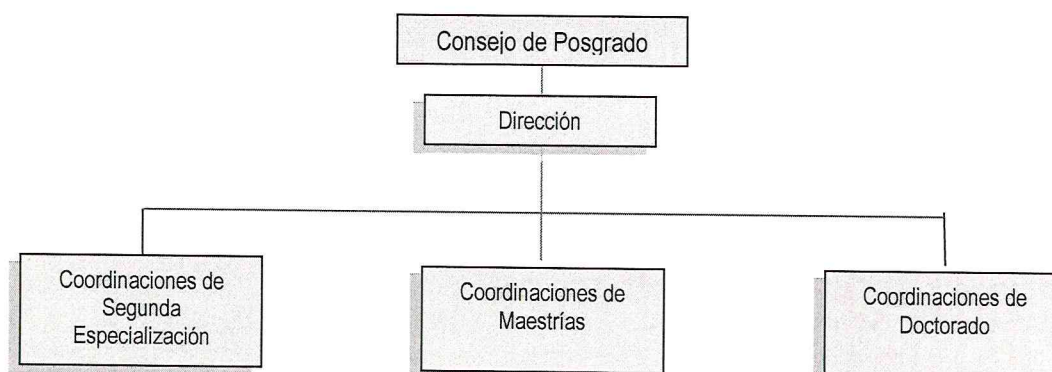 Consejo de Posgrado
Dirección
Coordinaciones de
Segunda
Especialización
Coordinaciones de
Maestrías
Coordinaciones de
Doctorado